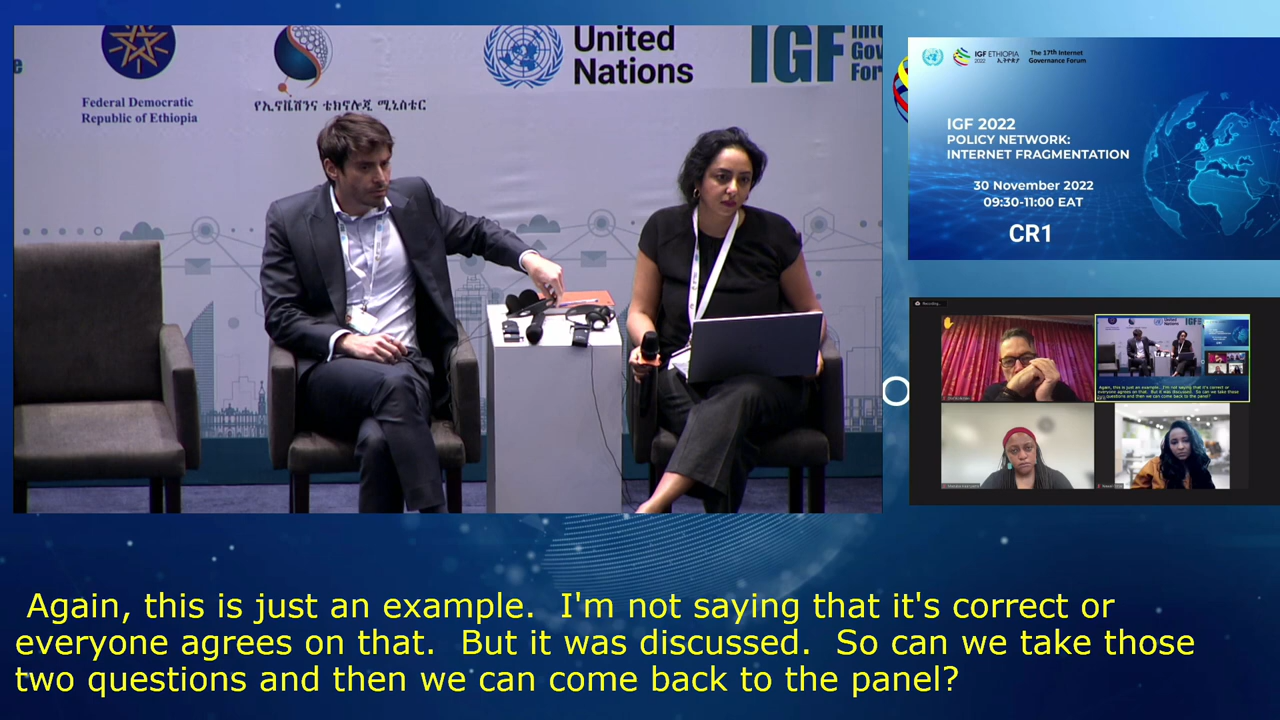 Federal Democratic
Republic of Ethiopia
የኢኖቬሽንና ቴክኖሎጂ ሚኒስቴር
United
Nations
IGF
IGF ETHIOPIA
2022 ኢትዮጵያ
The 17th Internet
Governance Forum
IGF 2022
POLICY NETWORK:
INTERNET FRAGMENTATION
30 November 2022
09:30-11:00 EAT
CR1
Recording...
Again, this is just an example. I'm not saying that it's correct or
everyone agrees on that. But it was discussed. So can we take those
two questions and then we can come back to the panel?